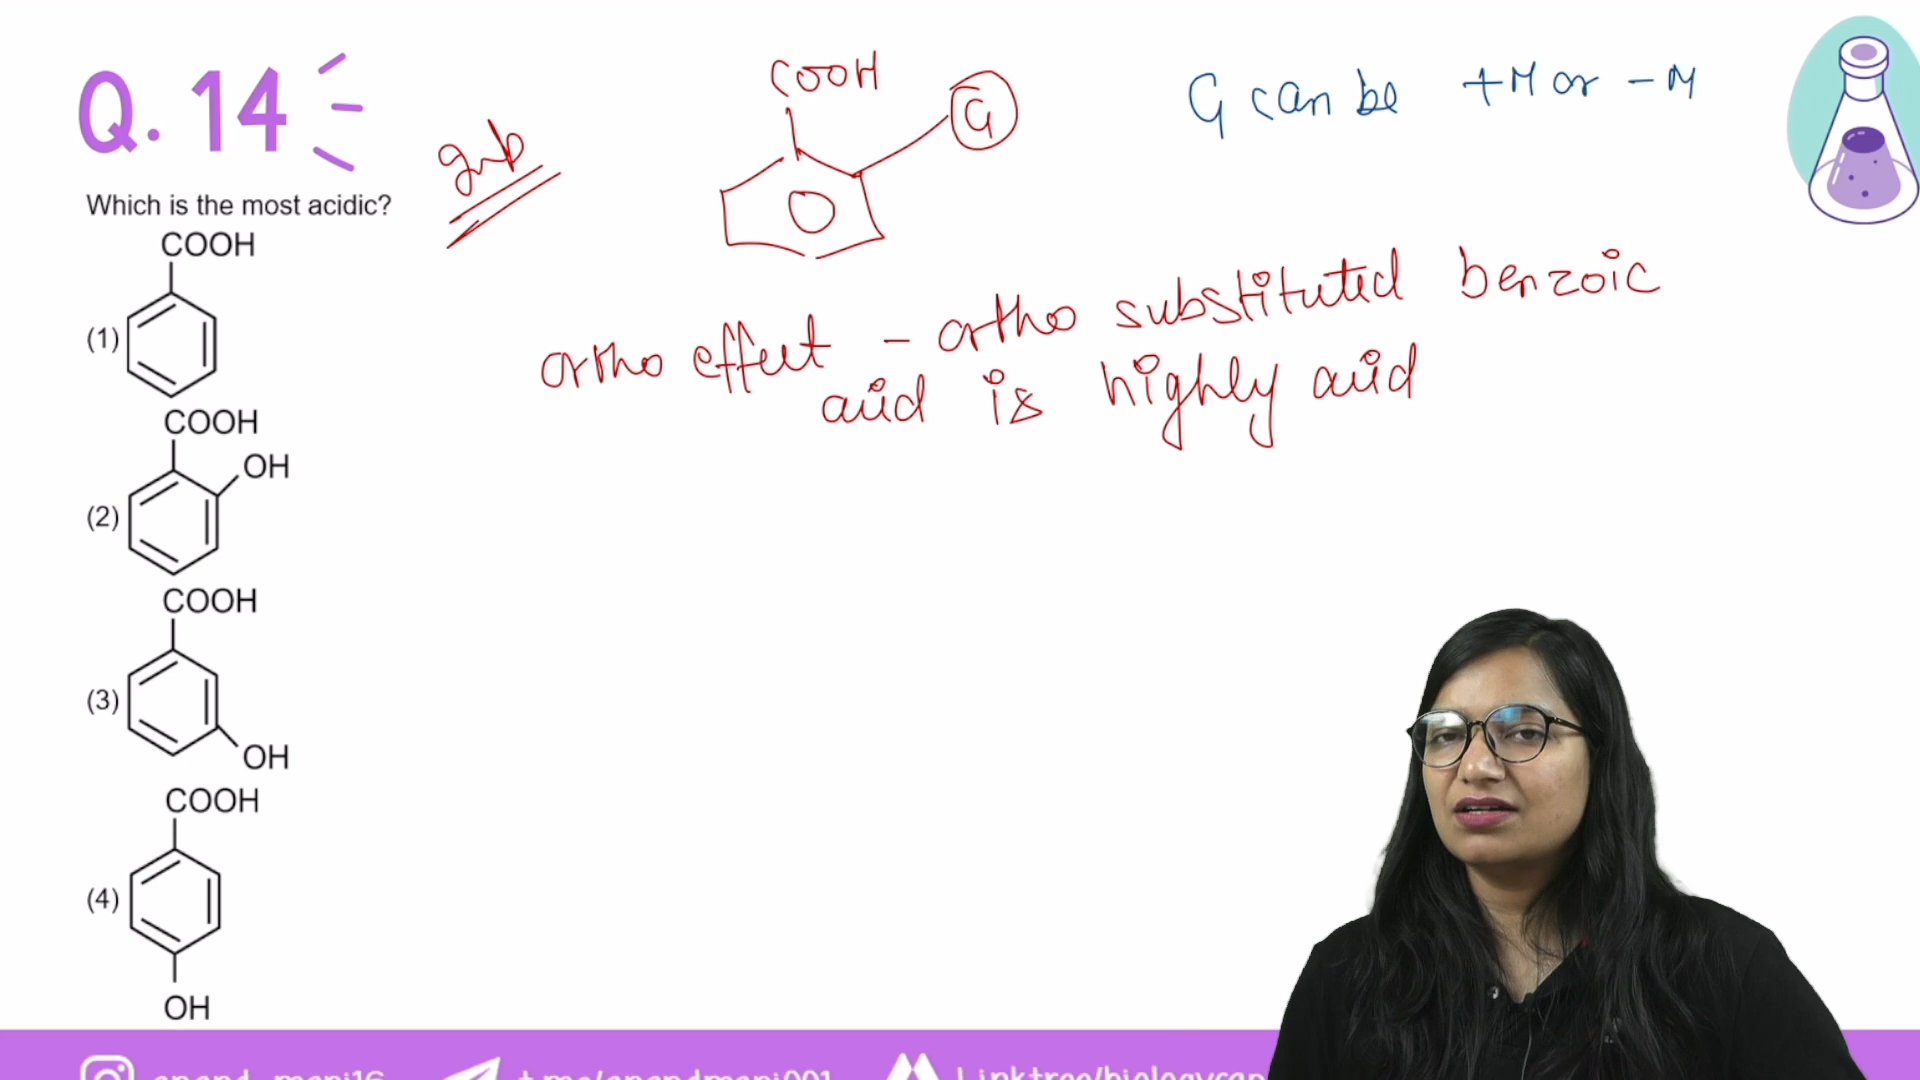 Q. 14
Which is the most acidic?
COOH
(1)
COOH
OH
(2)
COOH
(3)
OH
COOH
(4)
OH
COOH
G
G can be +M or -M
ortho effect - ortho substituted benzoic
acid is highly acid